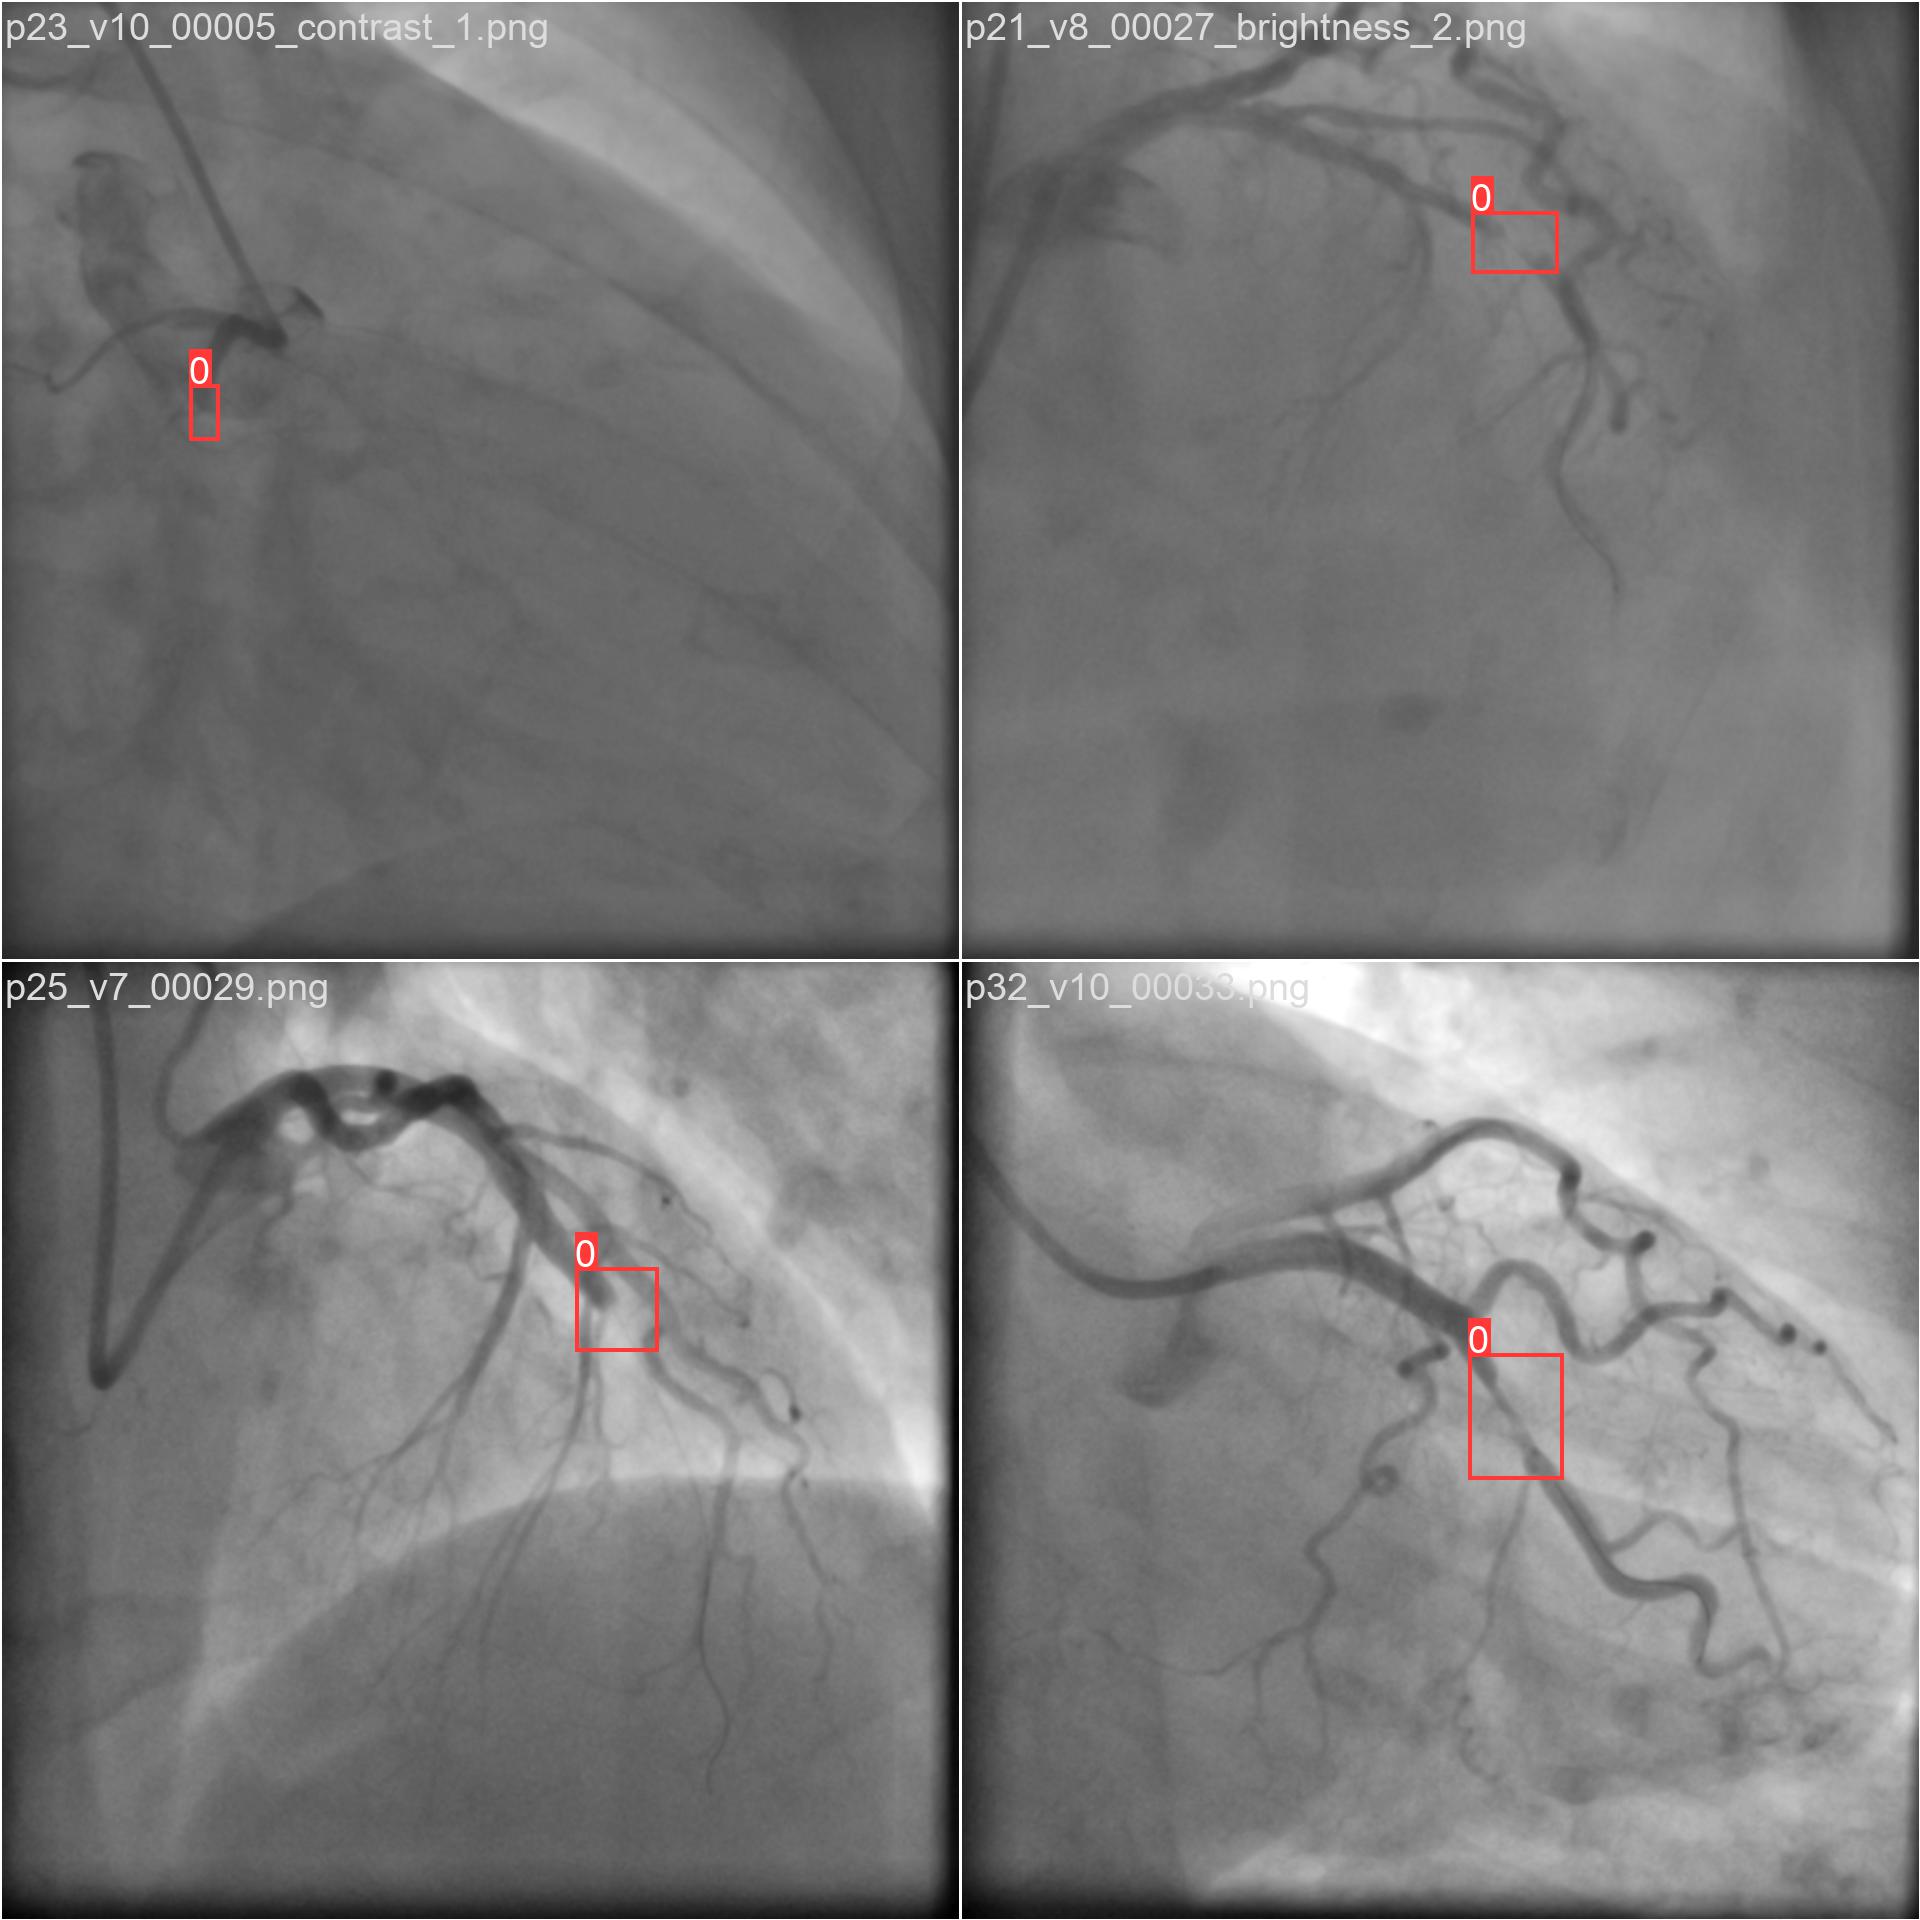 p23_v10_00005_contrast_1.png
p21_v8_00027_brightness_2.png
0
0
p25_v7_00029.png
p32_v10_00033.png
0
0